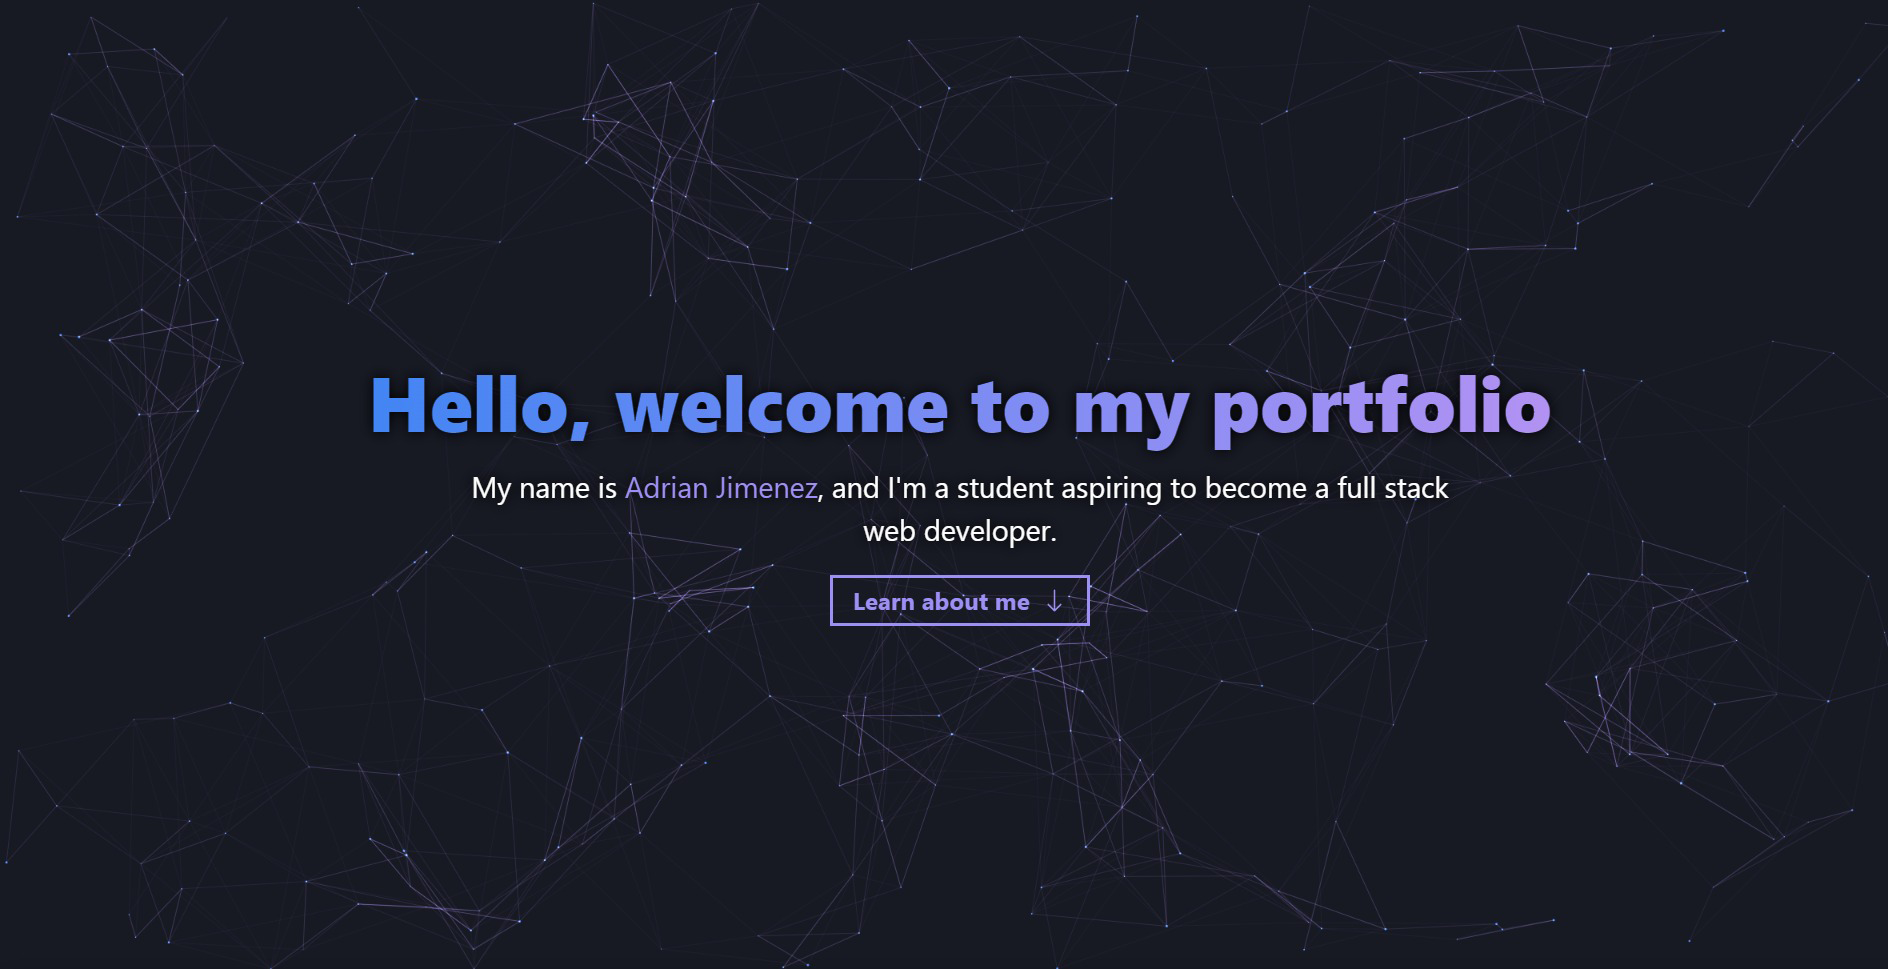 Hello, welcome to my portfolio
My name is Adrian Jimenez, and I'm a student aspiring to become a full stack
web developer.
Learn about me ↓